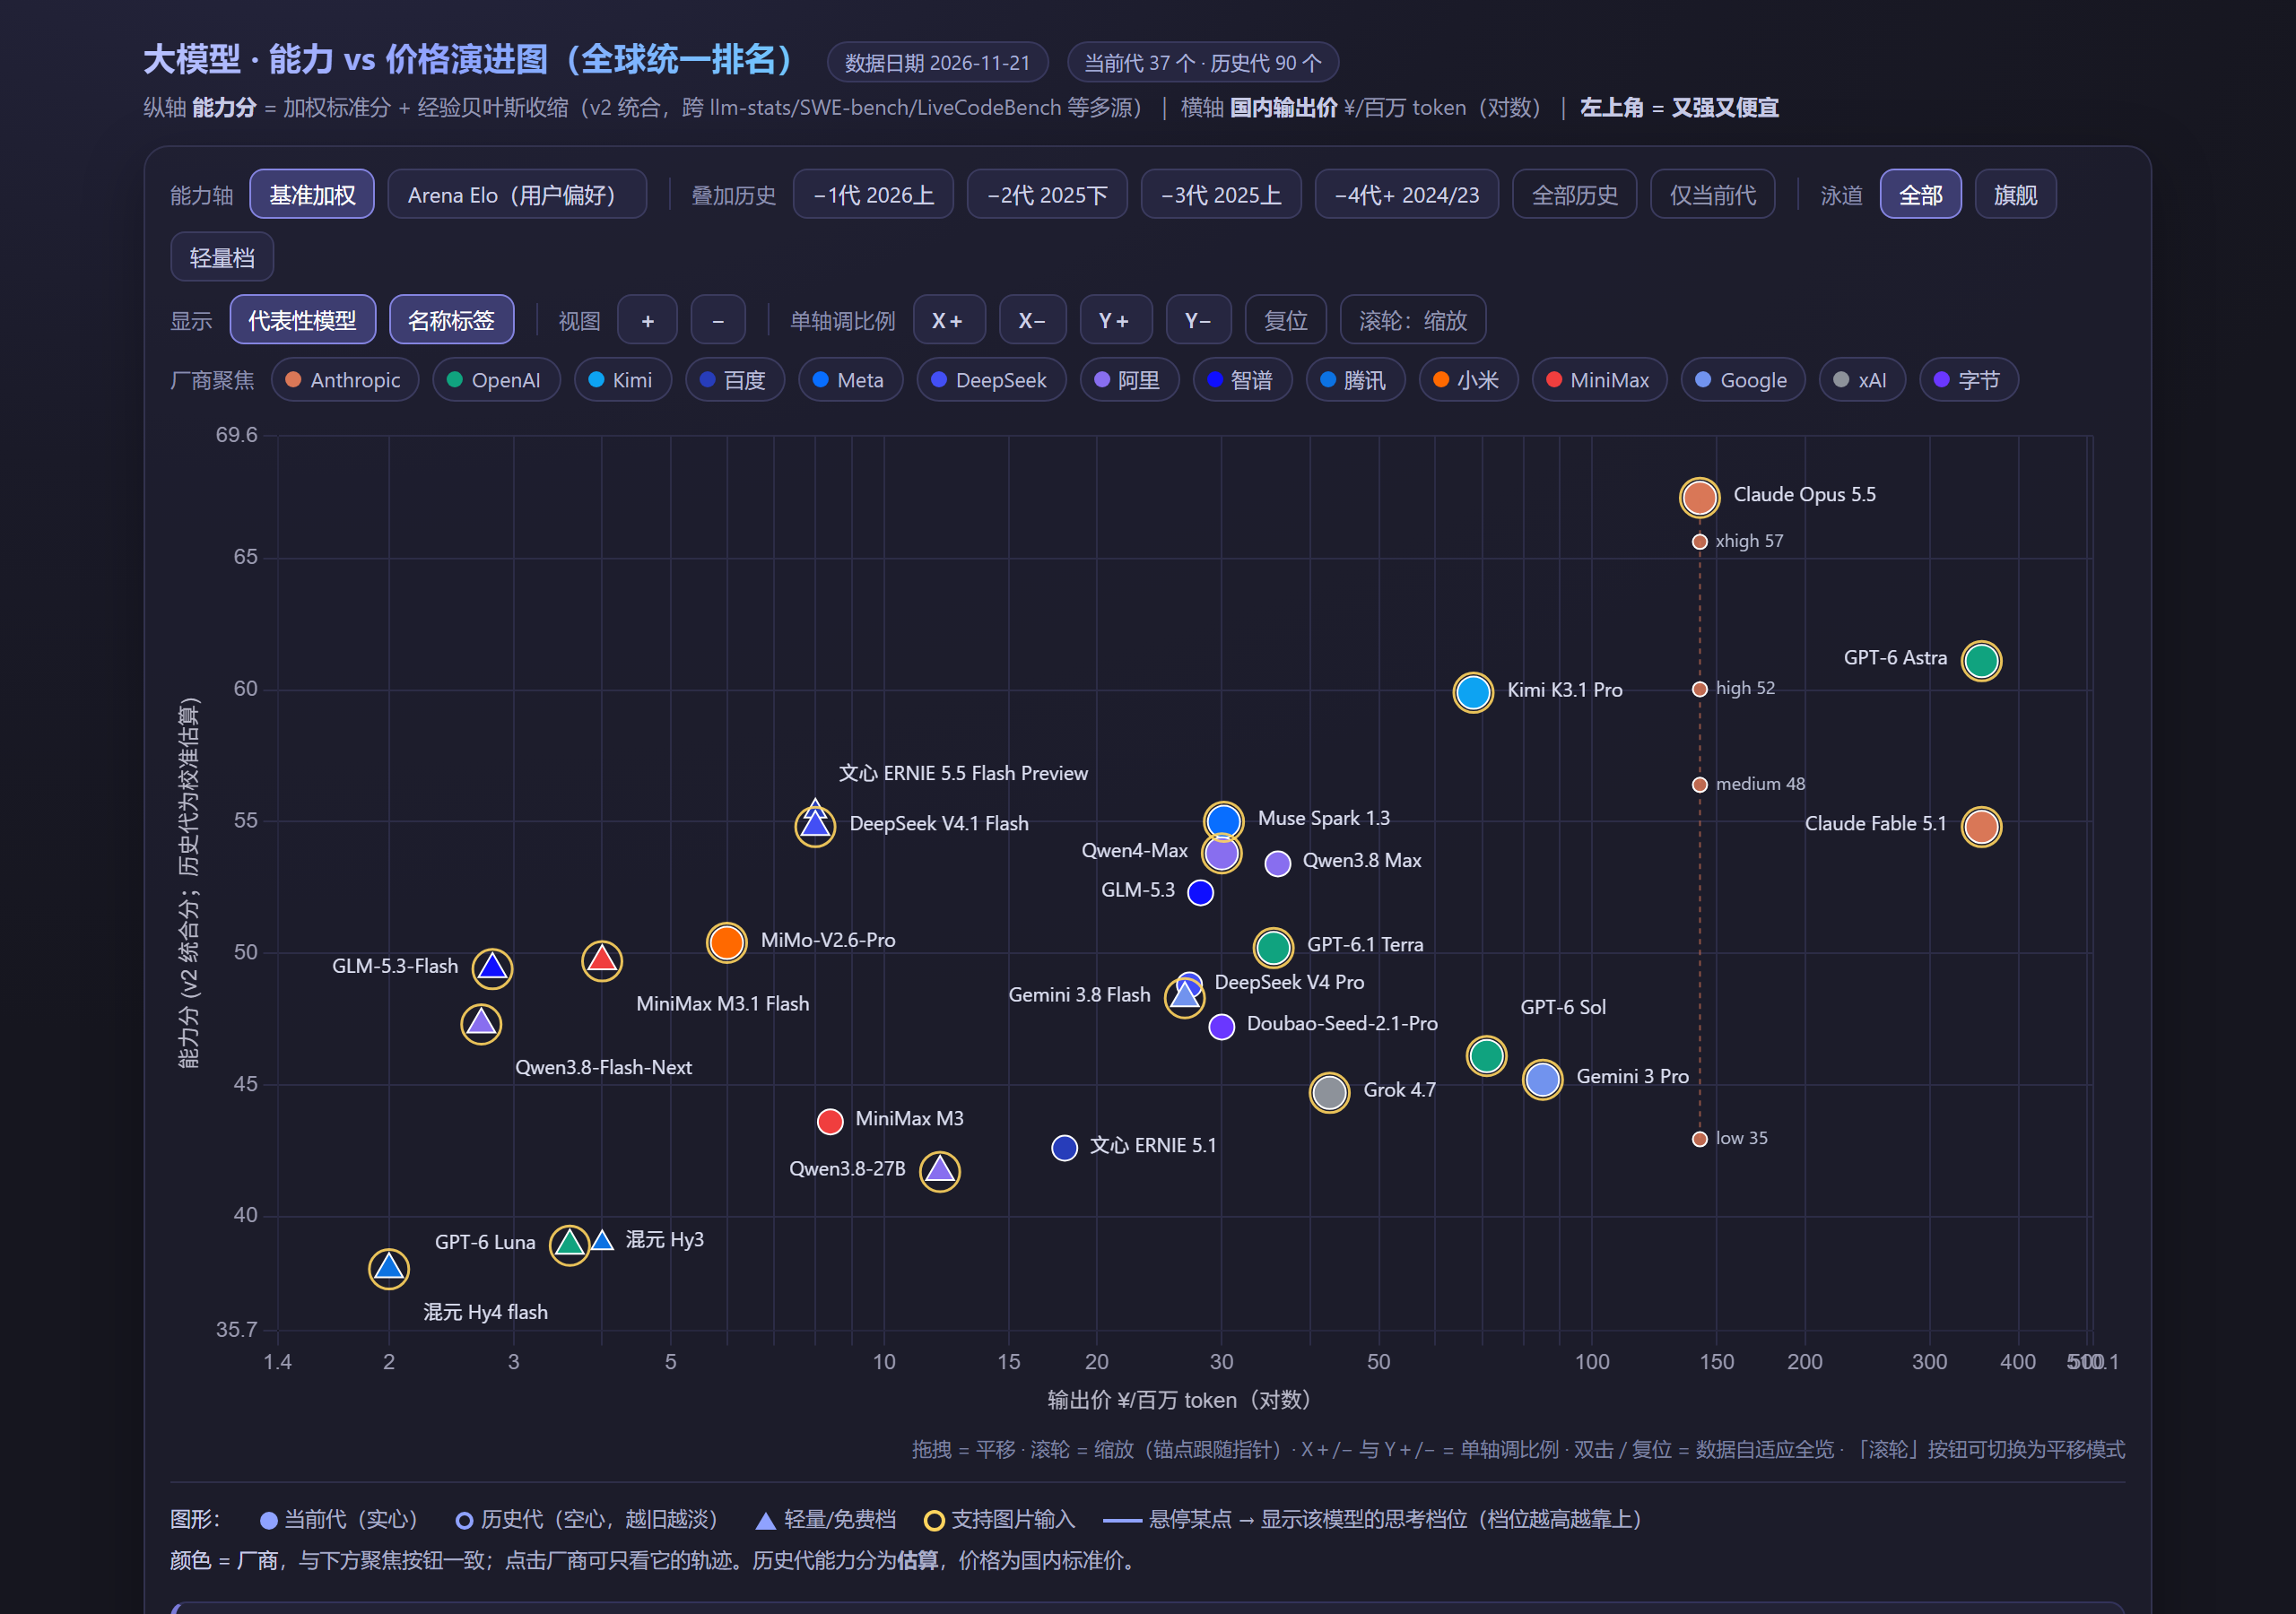 大模型 · 能力 vs 价格演进图（全球统一排名） 数据日期 2026-11-21 当前代 37 个 · 历史代 90 个
纵轴 能力分 = 加权标准分 + 经验贝叶斯收缩（v2 统合，跨 llm-stats/SWE-bench/LiveCodeBench 等多源） | 横轴 国内输出价 ¥/百万 token（对数） | 左上角 = 又强又便宜
能力轴 基准加权 Arena Elo（用户偏好） 叠加历史 −1代 2026上 −2代 2025下 −3代 2025上 −4代+ 2024/23 全部历史 仅当前代 泳道 全部 旗舰
轻量档
显示 代表性模型 名称标签 视图 + − 单轴调比例 X+ X− Y+ Y− 复位 滚轮：缩放
厂商聚焦 Anthropic OpenAI Kimi 百度 Meta DeepSeek 阿里 智谱 腾讯 小米 MiniMax Google xAI 字节
69.6
Claude Opus 5.5
xhigh 57
65
GPT-6 Astra
60
Kimi K3.1 Pro
high 52
文心 ERNIE 5.5 Flash Preview
medium 48
55
DeepSeek V4.1 Flash
Muse Spark 1.3
Claude Fable 5.1
Qwen4-Max
Qwen3.8 Max
GLM-5.3
50
MiMo-V2.6-Pro
GPT-6.1 Terra
GLM-5.3-Flash
MiniMax M3.1 Flash
Gemini 3.8 Flash
DeepSeek V4 Pro
GPT-6 Sol
Doubao-Seed-2.1-Pro
Qwen3.8-Flash-Next
45
Gemini 3 Pro
Grok 4.7
MiniMax M3
文心 ERNIE 5.1
low 35
Qwen3.8-27B
40
GPT-6 Luna
混元 Hy3
混元 Hy4 flash
35.7
能力分 (v2 统合分；历史代为校准估算)
1.4 2 3 5 10 15 20 30 50 100 150 200 300 400
输出价 ¥/百万 token（对数）
拖拽 = 平移 · 滚轮 = 缩放（锚点跟随指针）· X+/− 与 Y+/− = 单轴调比例 · 双击 / 复位 = 数据自适应全览 · 「滚轮」按钮可切换为平移模式
图形： 当前代（实心） 历史代（空心，越旧越淡） 轻量/免费档 支持图片输入 悬停某点 → 显示该模型的思考档位（档位越高越靠上）
颜色 = 厂商，与下方聚焦按钮一致；点击厂商可只看它的轨迹。历史代能力分为估算，价格为国内标准价。